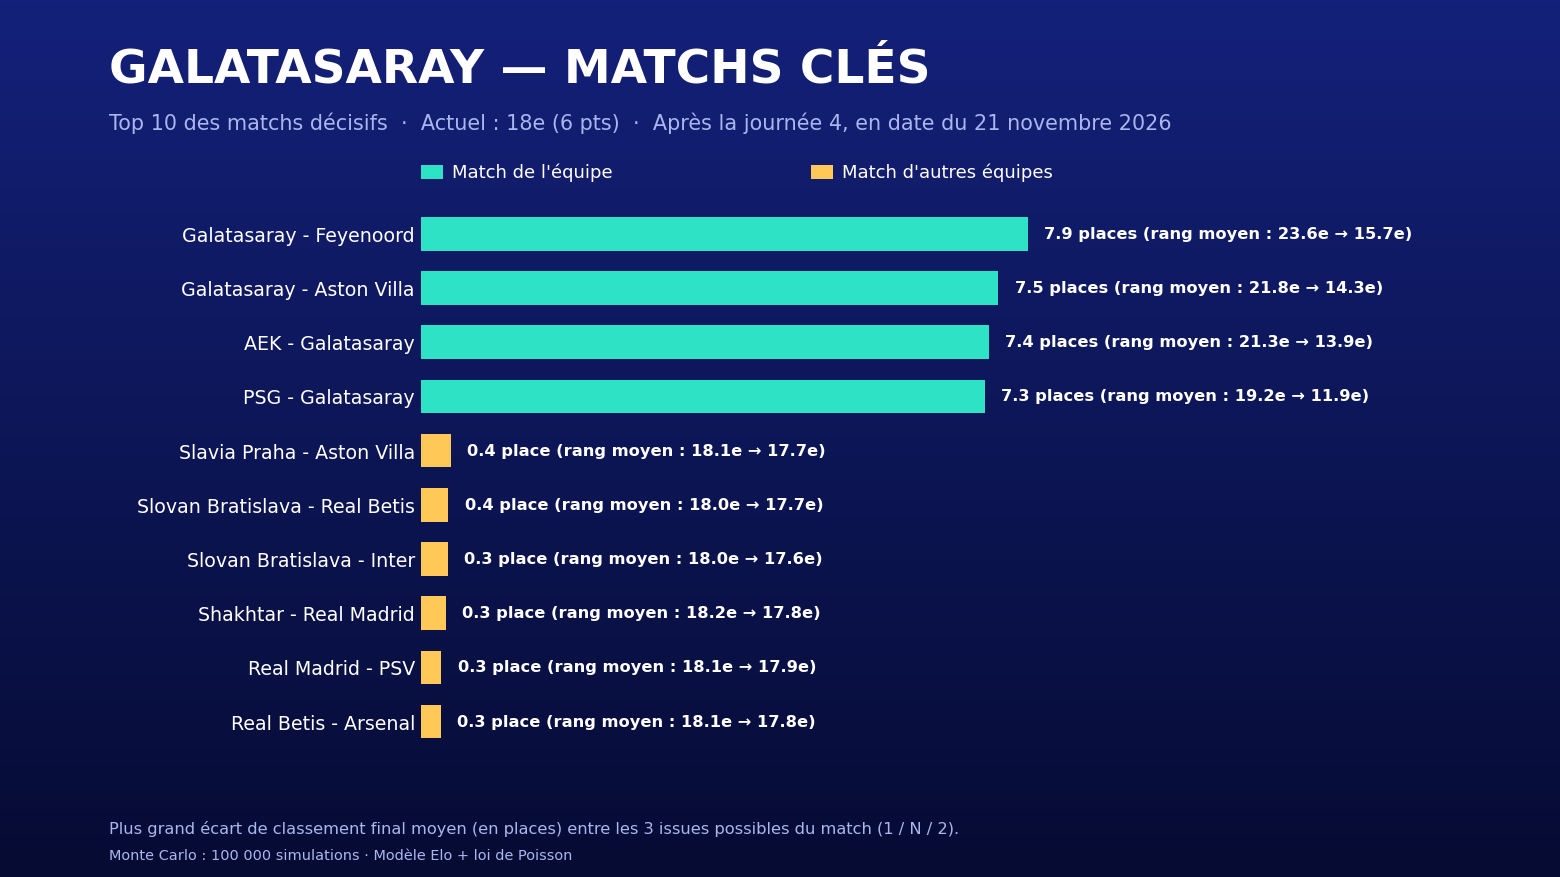 GALATASARAY — MATCHS CLÉS
Top 10 des matchs décisifs · Actuel : 18e (6 pts) · Après la journée 4, en date du 21 novembre 2026
Match de l'équipe
Match d'autres équipes
Galatasaray - Feyenoord 7.9 places (rang moyen : 23.6e → 15.7e)
Galatasaray - Aston Villa 7.5 places (rang moyen : 21.8e → 14.3e)
AEK - Galatasaray 7.4 places (rang moyen : 21.3e → 13.9e)
PSG - Galatasaray 7.3 places (rang moyen : 19.2e → 11.9e)
Slavia Praha - Aston Villa 0.4 place (rang moyen : 18.1e → 17.7e)
Slovan Bratislava - Real Betis 0.4 place (rang moyen : 18.0e → 17.7e)
Slovan Bratislava - Inter 0.3 place (rang moyen : 18.0e → 17.6e)
Shakhtar - Real Madrid 0.3 place (rang moyen : 18.2e → 17.8e)
Real Madrid - PSV 0.3 place (rang moyen : 18.1e → 17.9e)
Real Betis - Arsenal 0.3 place (rang moyen : 18.1e → 17.8e)
Plus grand écart de classement final moyen (en places) entre les 3 issues possibles du match (1 / N / 2).
Monte Carlo : 100 000 simulations · Modèle Elo + loi de Poisson